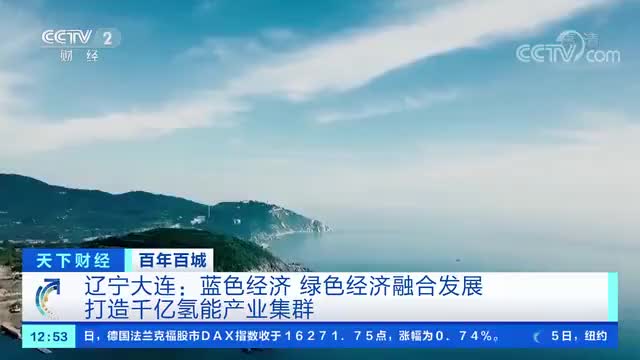 CCTV 2
财经
CCTV.com
高清
天下财经
百年百城
辽宁大连：蓝色经济 绿色经济融合发展
打造千亿氢能产业集群
12:53
日，德国法兰克福股市DAX指数收于16271.75点，涨幅为0.74%。
5日，纽约